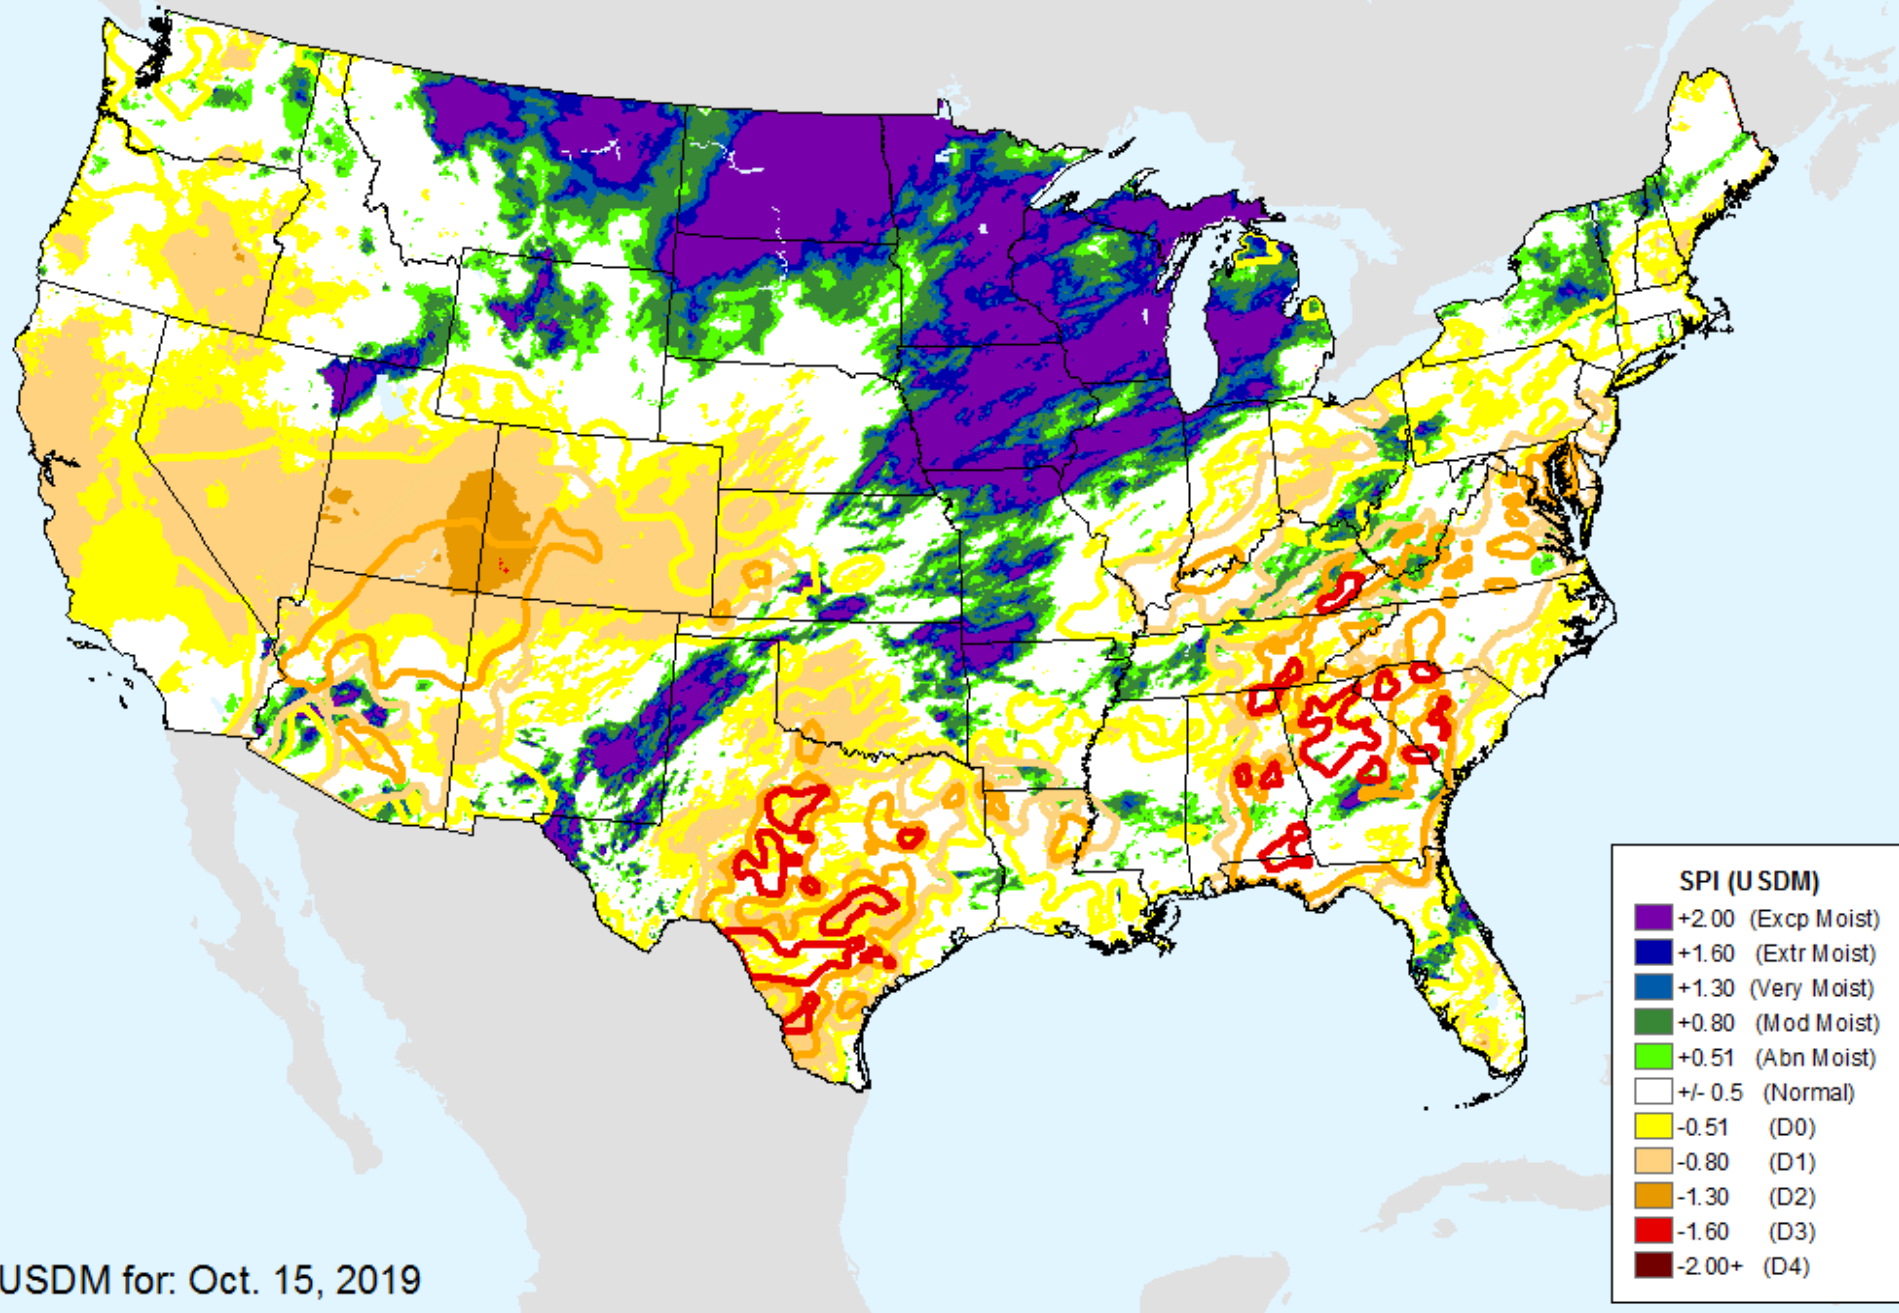 SPI (USDM)
+2.00 (Excp Moist)
+1.60 (Extr Moist)
+1.30 (Very Moist)
+0.80 (Mod Moist)
+0.51 (Abn Moist)
+/- 0.5 (Normal)
-0.51 (D0)
-0.80 (D1)
-1.30 (D2)
-1.60 (D3)
-2.00+ (D4)
USDM for: Oct. 15, 2019